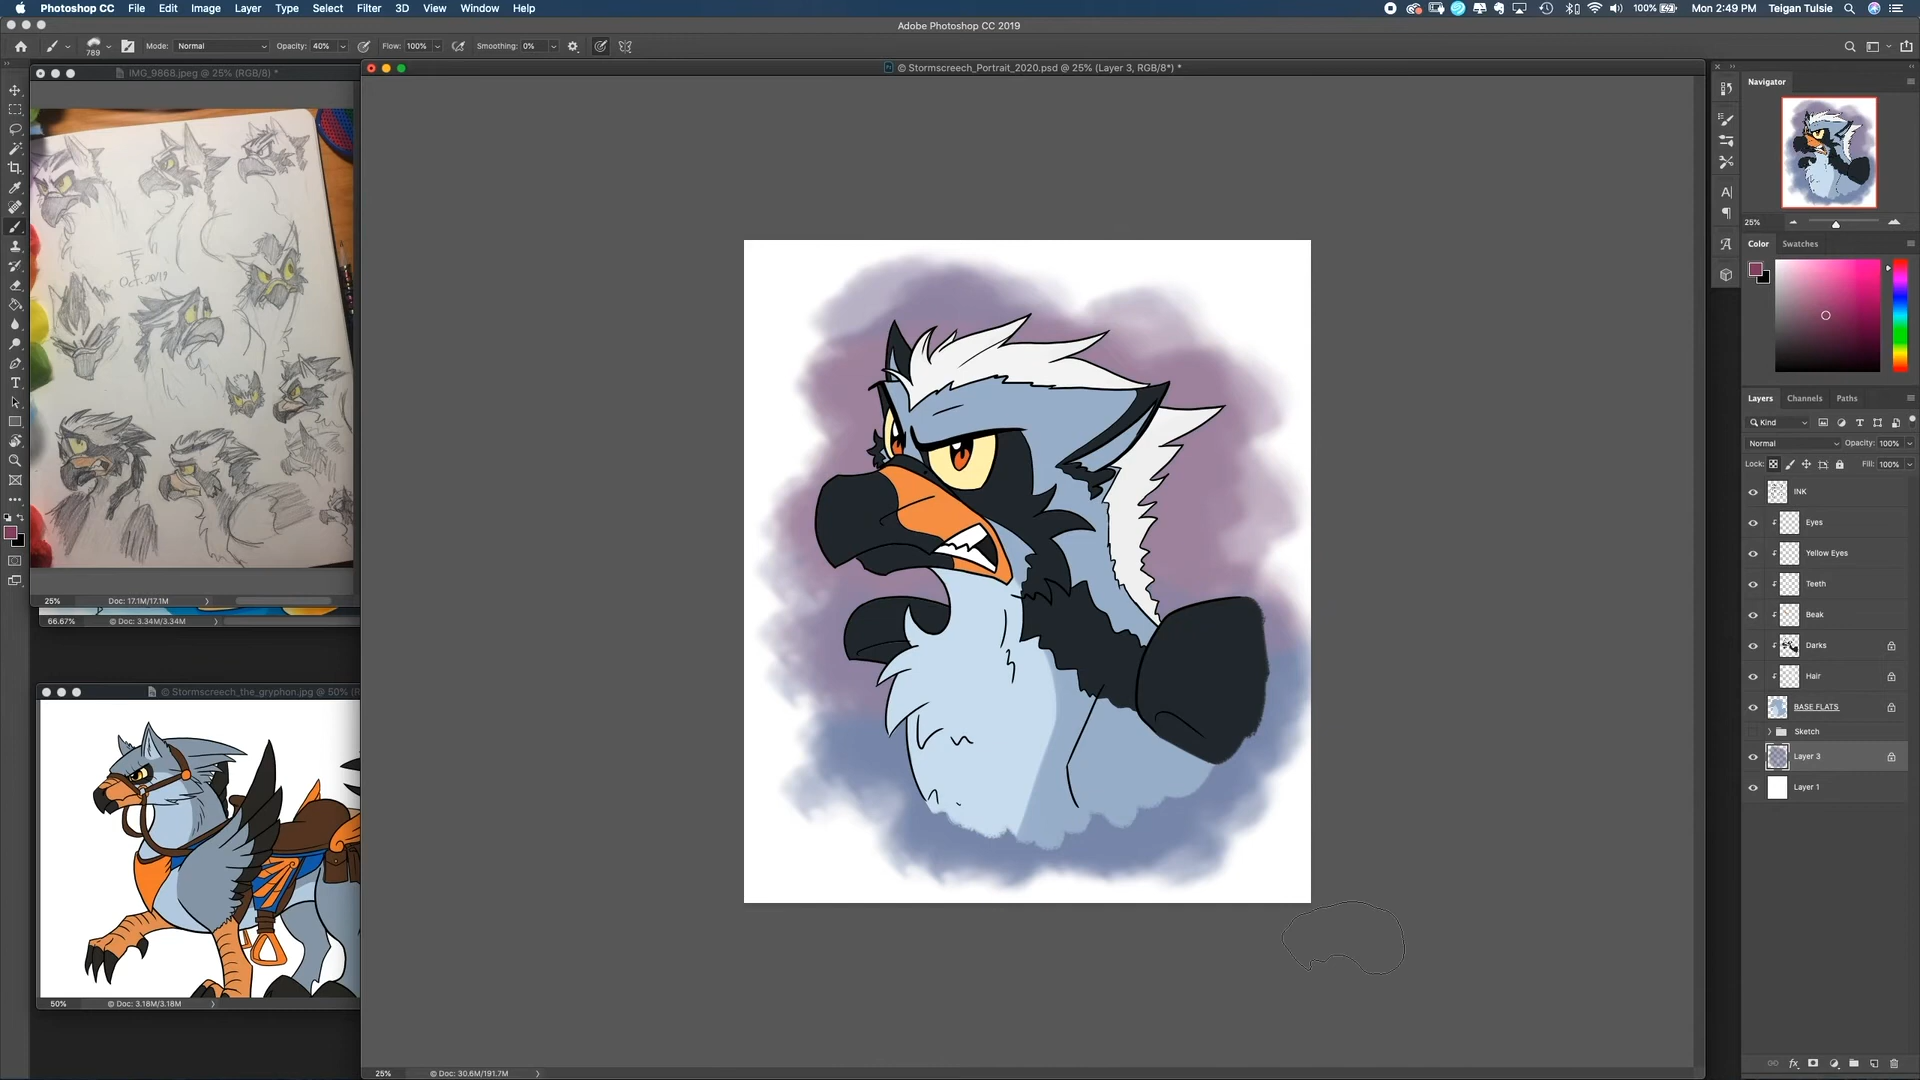 Photoshop CC File Edit Image Layer Type Select Filter 3D View Window Help 100% Mon 2:49 PM Teigan Tulsie
Adobe Photoshop CC 2019
789 Mode: Normal Opacity: 40% Flow: 100% Smoothing: 0%
IMG_9868.jpeg @ 25% (RGB/8) *
© Stormscreech_Portrait_2020.psd @ 25% (Layer 3, RGB/8*) *
Navigator
25%
Color Swatches
Layers Channels Paths
Kind
Normal Opacity: 100%
Lock: Fill: 100%
INK
Eyes
Yellow Eyes
Teeth
Beak
Darks
Hair
BASE FLATS
Sketch
Layer 3
Layer 1
Oct. 20/19
25% Doc: 17.1M/17.1M
66.67% © Doc: 3.34M/3.34M
© Stormscreech_the_gryphon.jpg @ 50% (R
50% © Doc: 3.18M/3.18M
25% © Doc: 30.6M/191.7M